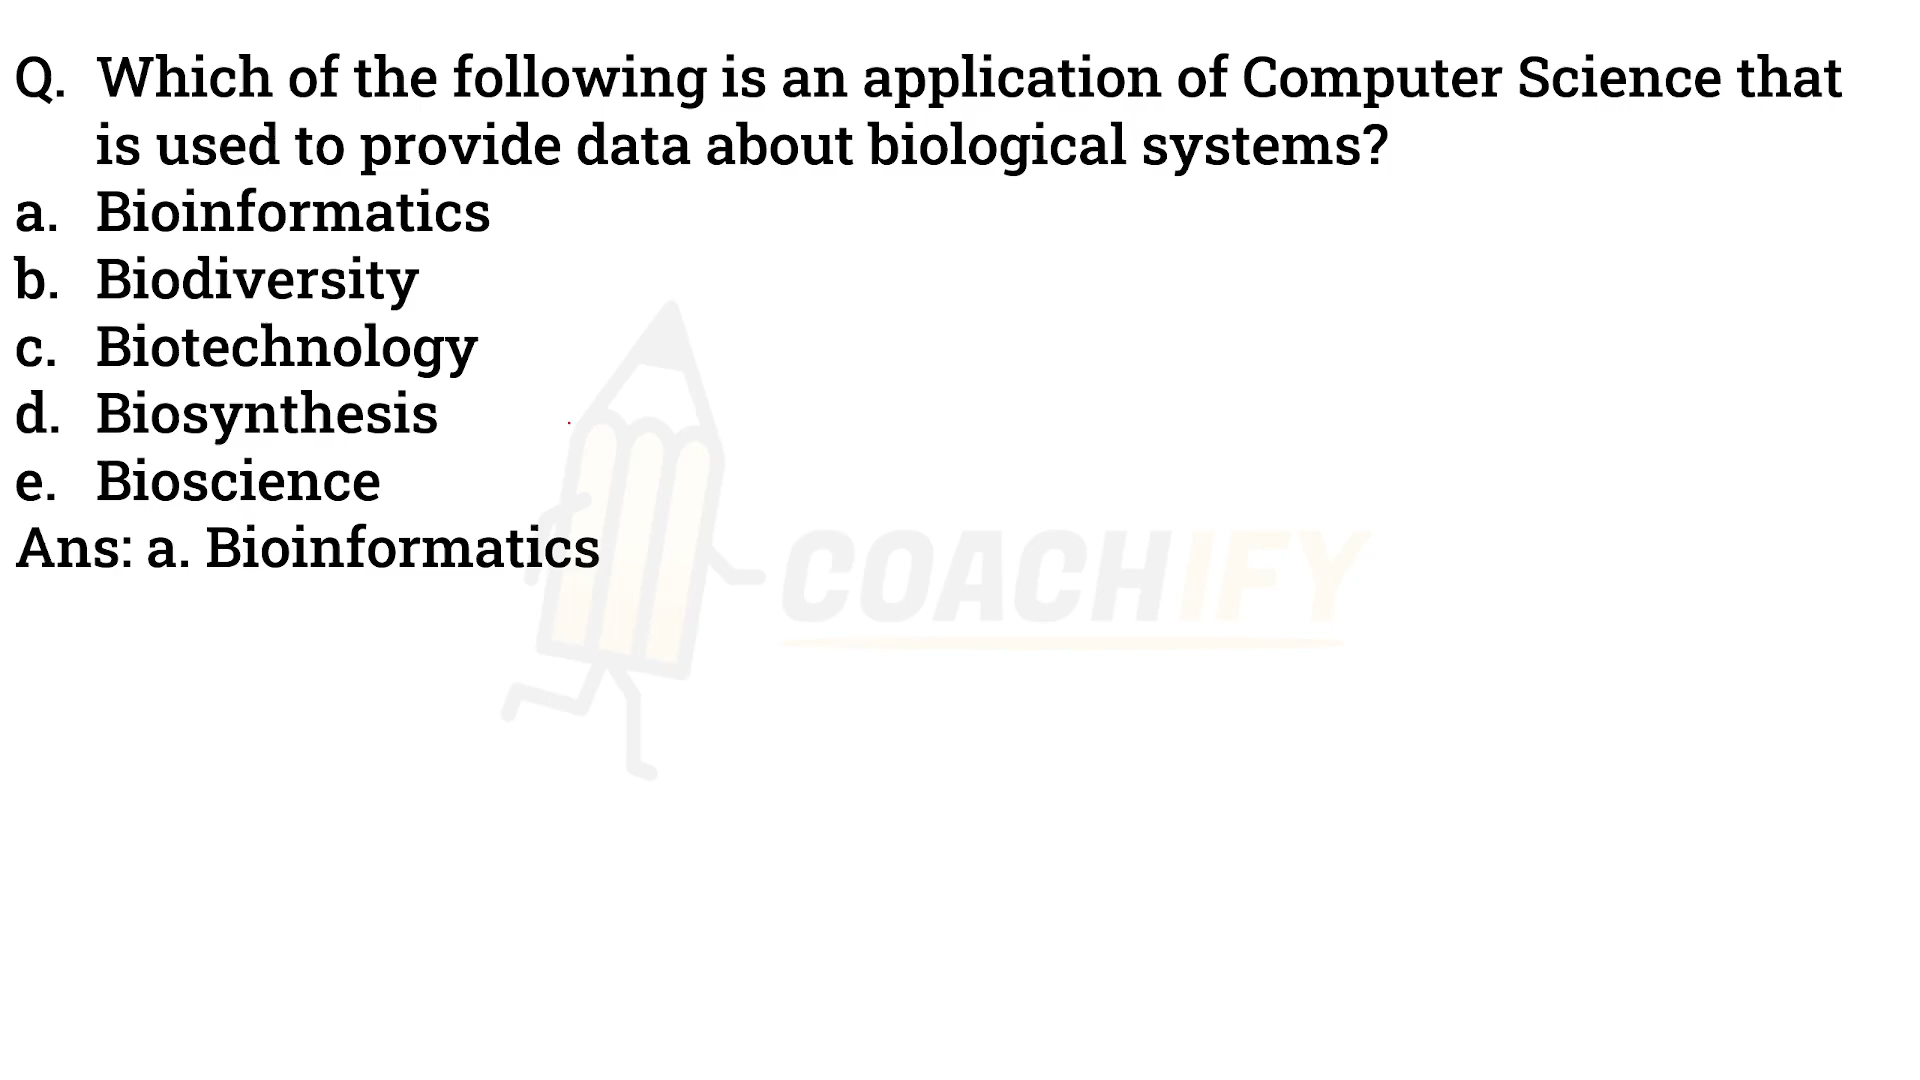 Q. Which of the following is an application of Computer Science that
is used to provide data about biological systems?
a. Bioinformatics
b. Biodiversity
c. Biotechnology
d. Biosynthesis
e. Bioscience
Ans: a. Bioinformatics
COACHIFY